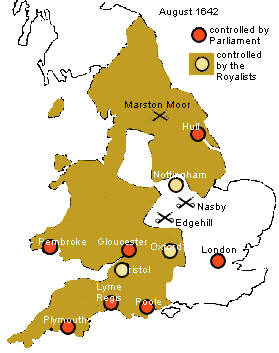 August 1642
controlled by
Parliament
controlled
by the
Royalists
Marston Moor
Hull
Nottingham
Nasby
Edgehill
Pembroke
Gloucester
Oxford
London
Bristol
Lyme
Regis
Poole
Plymouth